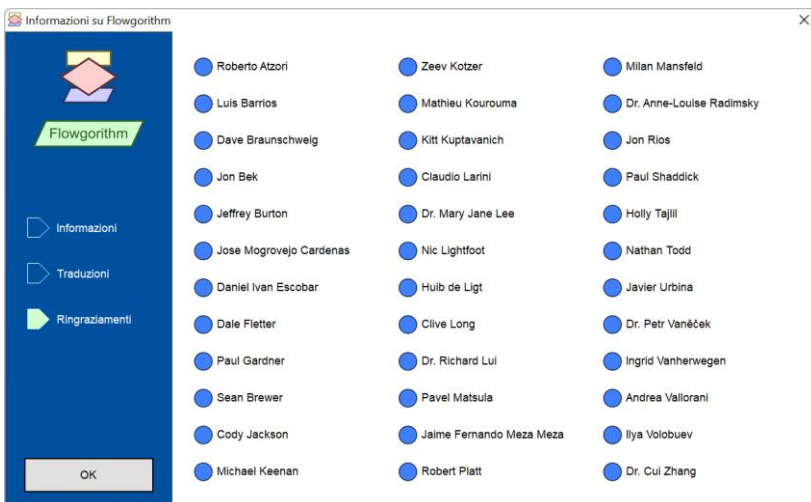 Informazioni su Flowgorithm
Flowgorithm
Informazioni
Traduzioni
Ringraziamenti
OK
Roberto Atzori
Luis Barrios
Dave Braunschweig
Jon Bek
Jeffrey Burton
Jose Mogrovejo Cardenas
Daniel Ivan Escobar
Dale Fletter
Paul Gardner
Sean Brewer
Cody Jackson
Michael Keenan
Zeev Kotzer
Mathieu Kourouma
Kitt Kuptavanich
Claudio Larini
Dr. Mary Jane Lee
Nic Lightfoot
Huib de Ligt
Clive Long
Dr. Richard Lui
Pavel Matsula
Jaime Fernando Meza Meza
Robert Platt
Milan Mansfeld
Dr. Anne-Louise Radimsky
Jon Rios
Paul Shaddick
Holly Tajlil
Nathan Todd
Javier Urbina
Dr. Petr Vaněček
Ingrid Vanherwegen
Andrea Vallorani
Ilya Volobuev
Dr. Cui Zhang